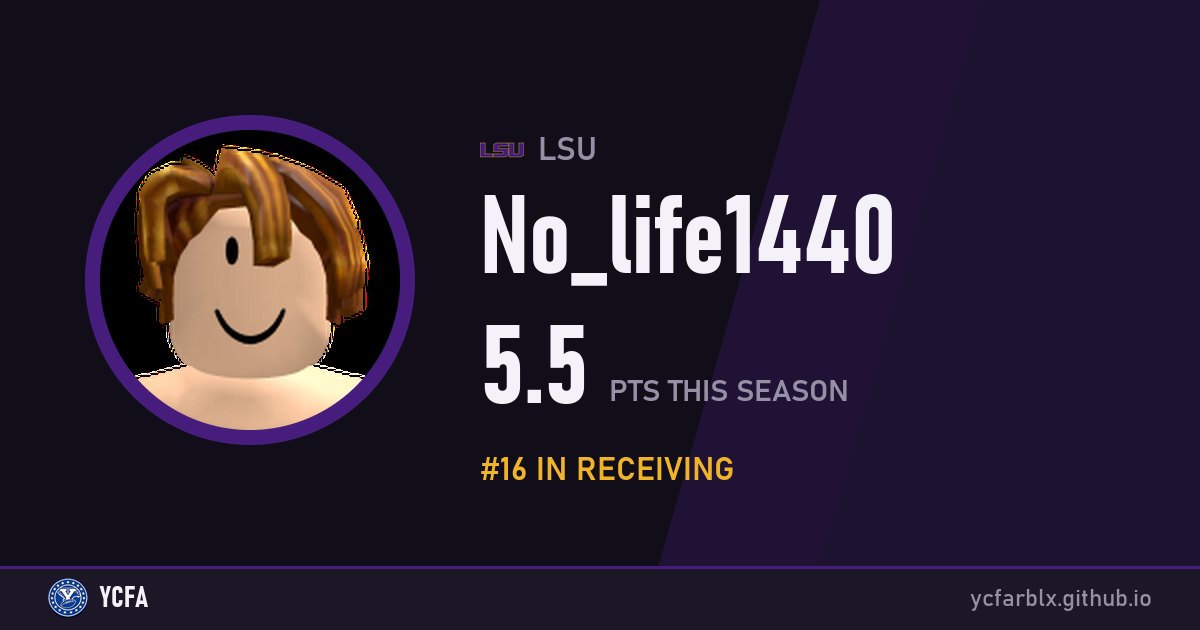 LSU LSU
No_life1440
5.5 PTS THIS SEASON
#16 IN RECEIVING
YCFA
ycfarblx.github.io